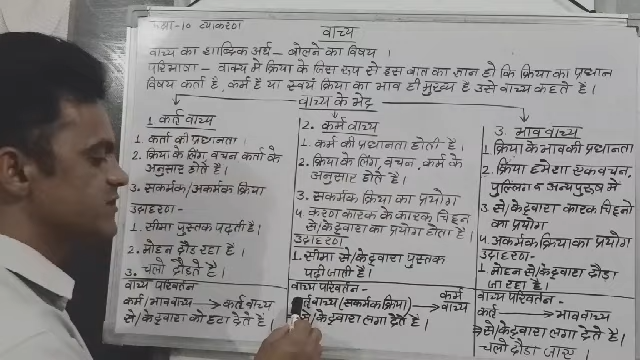 कक्षा-10 व्याकरण
वाच्य
वाच्य का शाब्दिक अर्थ - बोलने का विषय ।
परिभाषा - वाक्य में क्रिया के जिस रूप से इस बात का ज्ञान हो कि क्रिया का प्रधान
विषय कर्ता है, कर्म है या स्वयं क्रिया का भाव ही मुख्य है उसे वाच्य कहते है।
वाच्य के भेद
1. कर्तृ वाच्य
1. कर्ता की प्रधानता ।
2. क्रिया के लिंग, वचन कर्ता के
अनुसार होते है।
3. सकर्मक/अकर्मक क्रिया
उदाहरण -
1. सीमा पुस्तक पढ़ती है।
2. मोहन दौड़ रहा है।
3. चलो दौड़ते है।
वाच्य परिवर्तन -
कर्म/भाववाच्य → कर्तृ वाच्य
से/के द्वारा को हटा देते है।
2. कर्म वाच्य
1. कर्म की प्रधानता होती है।
2. क्रिया के लिंग, वचन, कर्म के
अनुसार होते है।
3. सकर्मक क्रिया का प्रयोग
4. करण कारक के कारक चिह्न
से/के द्वारा का प्रयोग होता है।
उदाहरण
1. सीमा से/के द्वारा पुस्तक
पढ़ी जाती है।
वाच्य परिवर्तन -
कर्तृ वाच्य (सकर्मक क्रिया) → कर्म वाच्य
से/के द्वारा लगा देते है।
3. भाव वाच्य
1. क्रिया के भाव की प्रधानता
2. क्रिया हमेशा एकवचन,
पुल्लिंग व अन्य पुरुष में
3. से/के द्वारा कारक चिह्नो
का प्रयोग
4. अकर्मक क्रिया का प्रयोग
1. मोहन से/के द्वारा दौड़ा
जा रहा है।
वाच्य परिवर्तन -
कर्तृ → भाव वाच्य
से/के द्वारा लगा देते है।
चलो दौड़ा जाए।